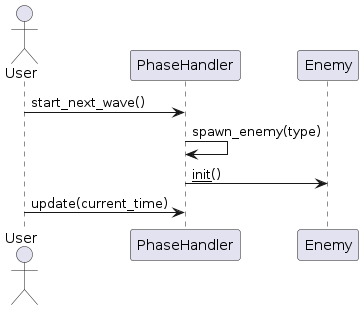 User
PhaseHandler
Enemy
start_next_wave()
spawn_enemy(type)
init()
update(current_time)
User
PhaseHandler
Enemy